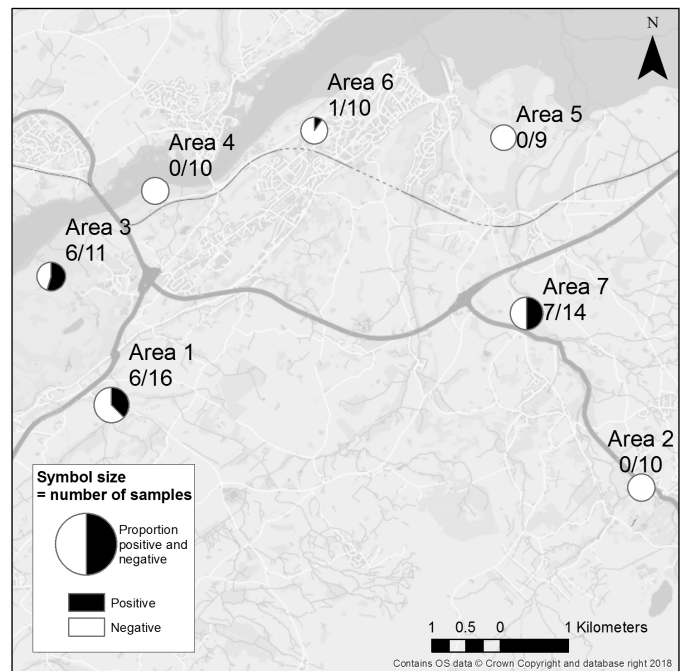 N
Area 6
1/10
Area 5
0/9
Area 4
0/10
Area 3
6/11
Area 7
7/14
Area 1
6/16
Area 2
0/10
Symbol size
= number of samples
Proportion
positive and
negative
Positive
Negative
1 0.5 0 1 Kilometers
Contains OS data © Crown Copyright and database right 2018